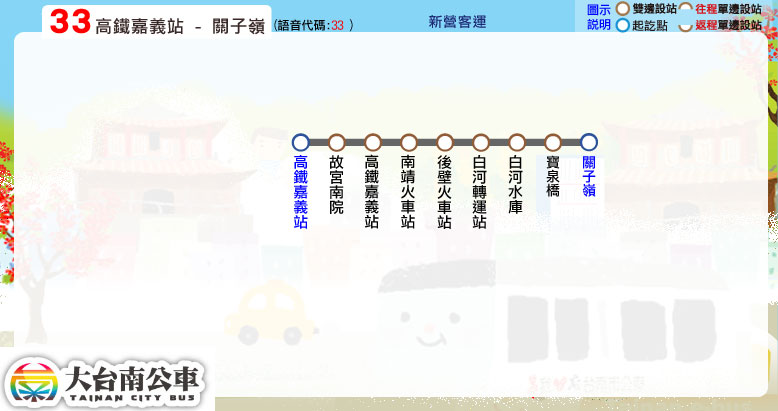 33 高鐵嘉義站 - 關子嶺 (語音代碼:33 )
新營客運
圖示說明
雙邊設站
往程單邊設站
起訖點
返程單邊設站
高鐵嘉義站
故宮南院
高鐵嘉義站
南靖火車站
後壁火車站
白河轉運站
白河水庫
寶泉橋
關子嶺
大台南公車
TAINAN CITY BUS